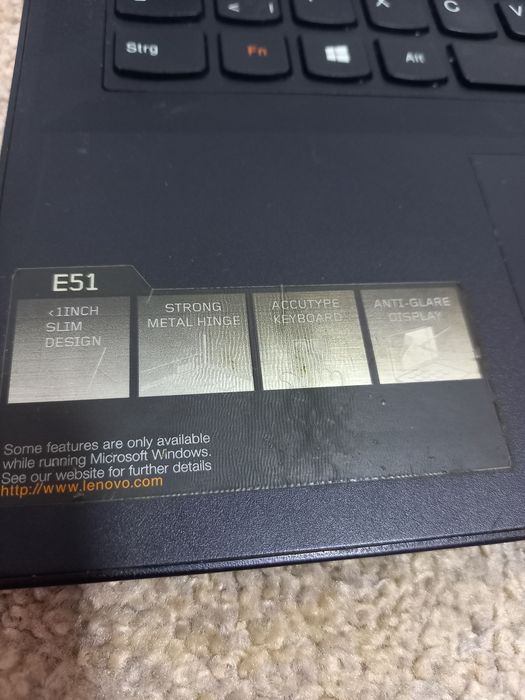 < |
X
C
V
Strg
Fn
Alt
E51
<1INCH
SLIM
DESIGN
STRONG
METAL HINGE
ACCUTYPE
KEYBOARD
ANTI-GLARE
DISPLAY
Some features are only available
while running Microsoft Windows.
See our website for further details
http://www.lenovo.com